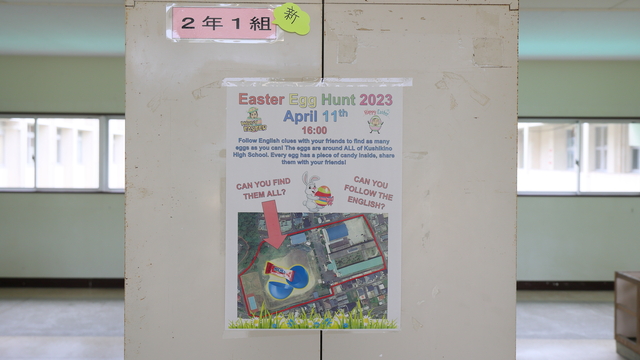 2年1組
新
Easter Egg Hunt 2023
April 11th
16:00
Follow English clues with your friends to find as many
eggs as you can! The eggs are around ALL of Kushikino
High School. Every egg has a piece of candy inside, share
them with your friends!
CAN YOU FIND
THEM ALL?
CAN YOU
FOLLOW THE
ENGLISH?